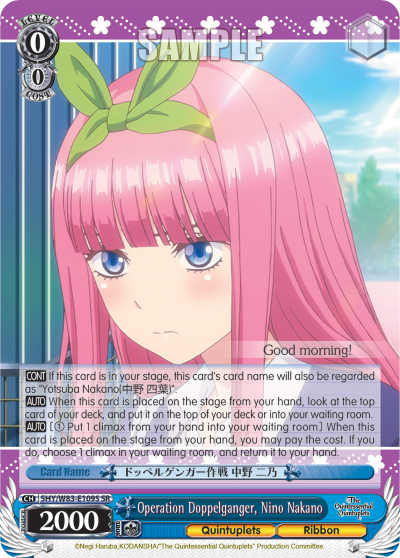 LEVEL
0
0
COST
SAMPLE
Good morning!
CONT If this card is in your stage, this card's card name will also be regarded
as "Yotsuba Nakano(中野 四葉)".
AUTO When this card is placed on the stage from your hand, look at the top
card of your deck, and put it on the top of your deck or into your waiting room.
AUTO [① Put 1 climax from your hand into your waiting room] When this
card is placed on the stage from your hand, you may pay the cost. If you
do, choose 1 climax in your waiting room, and return it to your hand.
Card Name ドッペルゲンガー作戦 中野 二乃
CH 5HY/W83-E109S SR
Operation Doppelganger, Nino Nakano
The Quintessential Quintuplets
POWER 2000
Quintuplets Ribbon
©Negi Haruba,KODANSHA/"The Quintessential Quintuplets" Production Committee.